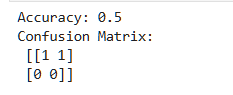 Accuracy: 0.5
Confusion Matrix:
[[1 1]
[0 0]]